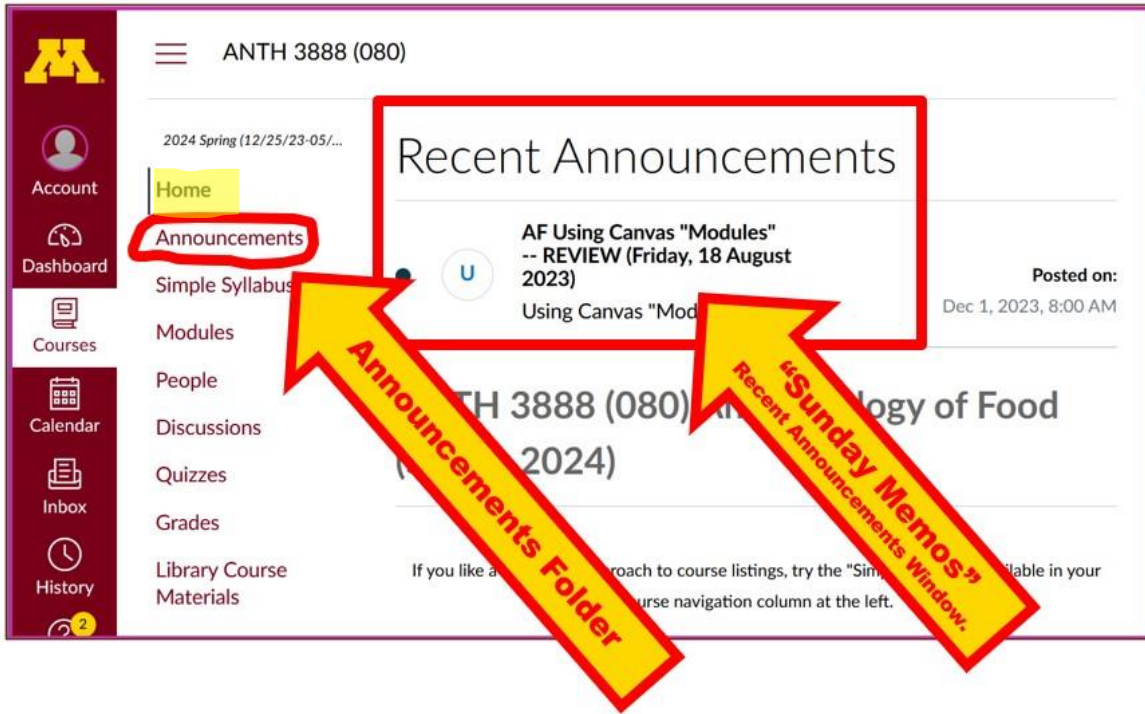 M
Account
Dashboard
Courses
Calendar
Inbox
History
2
ANTH 3888 (080)
2024 Spring (12/25/23-05/...
Home
Announcements
Simple Syllabus
Modules
People
Discussions
Quizzes
Grades
Library Course
Materials
Recent Announcements
U
AF Using Canvas "Modules"
-- REVIEW (Friday, 18 August
2023)
Using Canvas "Mod
Posted on:
Dec 1, 2023, 8:00 AM
TH 3888 (080) logy of Food
2024)
If you like a roach to course listings, try the "Sim ilable in your
urse navigation column at the left.
Announcements Folder
“Sunday Memos”
Recent Announcements Window.